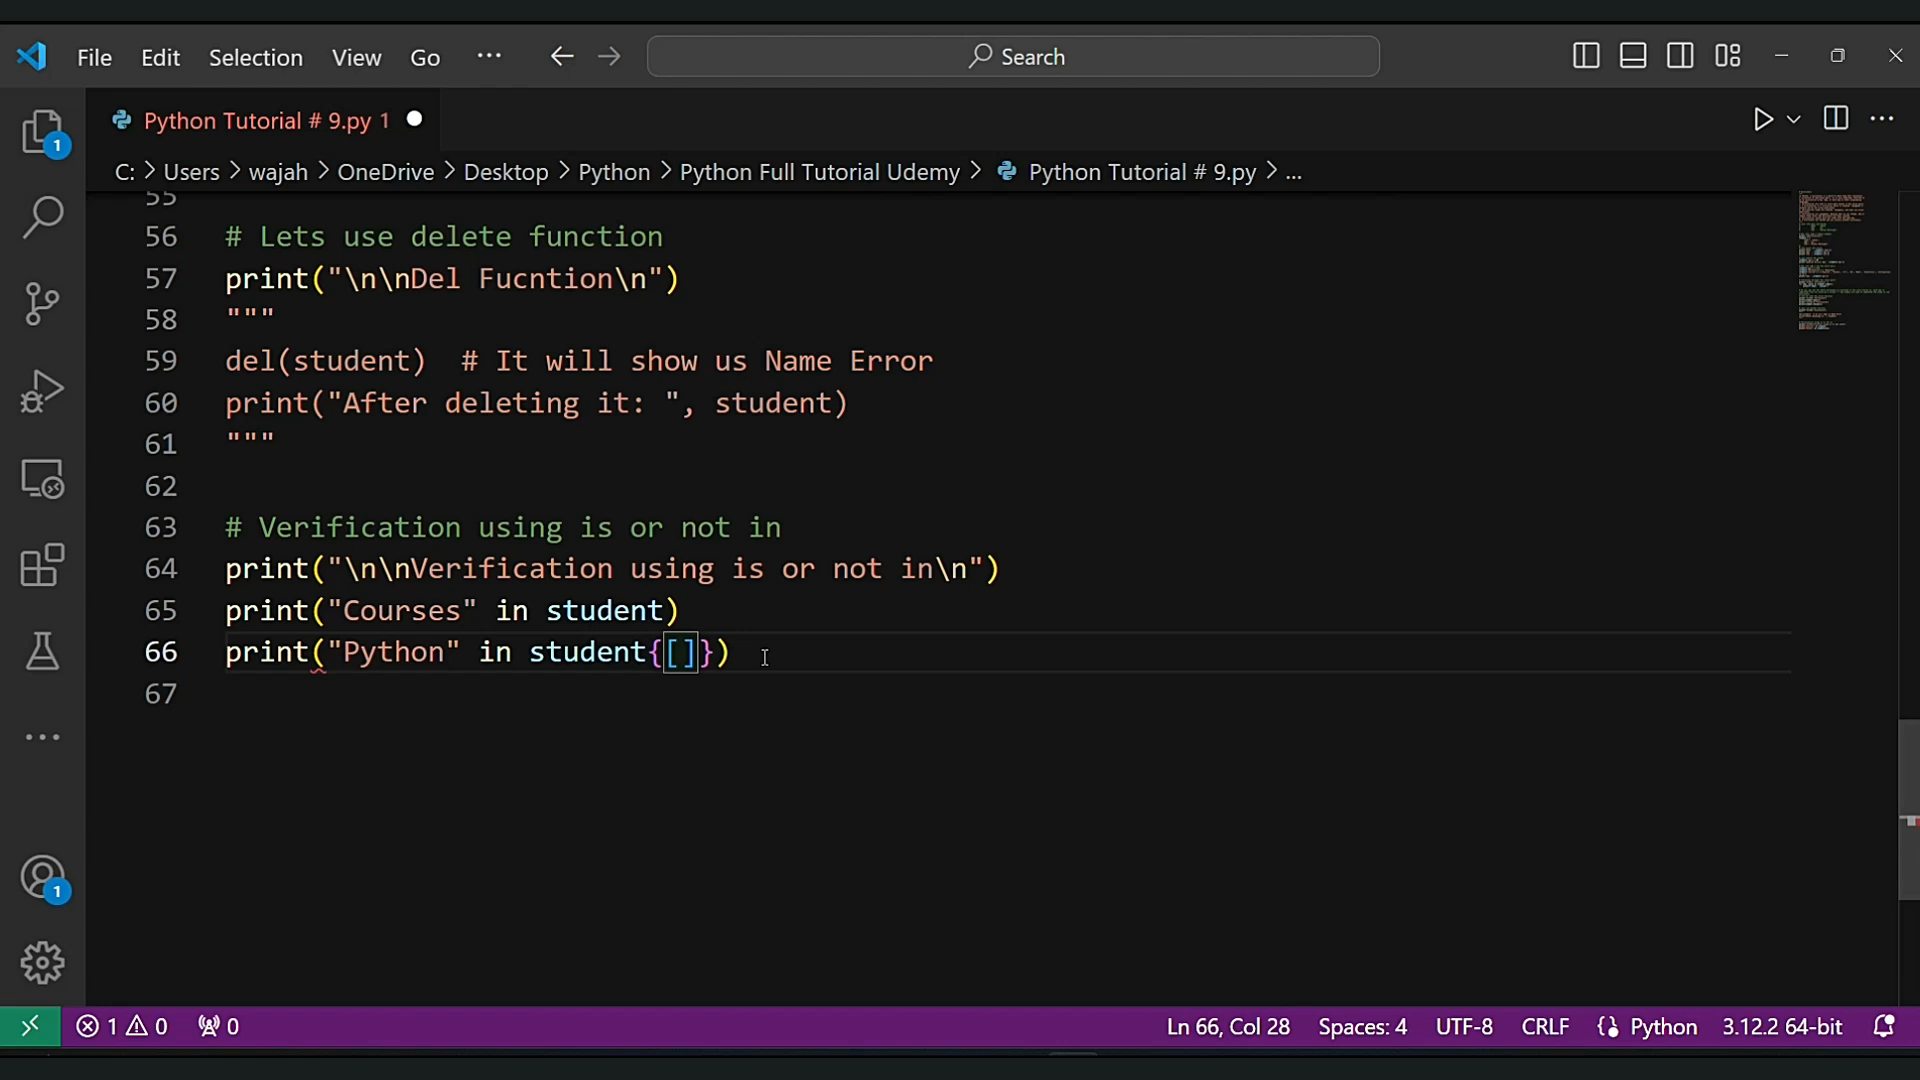 File Edit Selection View Go ··· Search
Python Tutorial # 9.py 1
C: > Users > wajah > OneDrive > Desktop > Python > Python Full Tutorial Udemy > Python Tutorial # 9.py > ...
55
56 # Lets use delete function
57 print("\n\nDel Fucntion\n")
58 """
59 del(student)  # It will show us Name Error
60 print("After deleting it: ", student)
61 """
62
63 # Verification using is or not in
64 print("\n\nVerification using is or not in\n")
65 print("Courses" in student)
66 print("Python" in student{[]})
67
1
1
1 0 0 Ln 66, Col 28 Spaces: 4 UTF-8 CRLF Python 3.12.2 64-bit